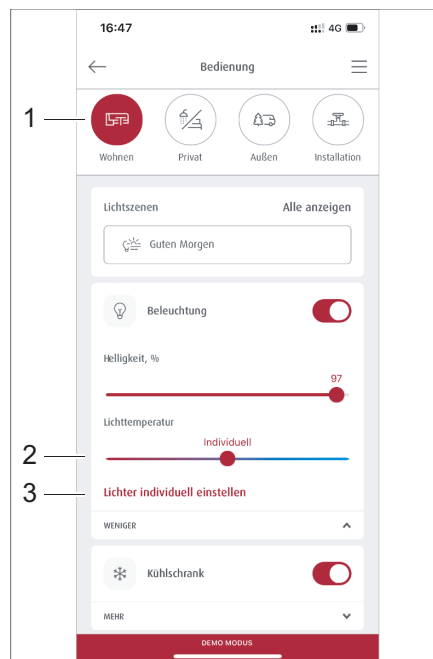 16:47 4G
Bedienung
1
Wohnen Privat Außen Installation
Lichtszenen Alle anzeigen
Guten Morgen
Beleuchtung
Helligkeit, %
97
Lichttemperatur
Individuell
2
3 Lichter individuell einstellen
WENIGER
Kühlschrank
MEHR
DEMO MODUS